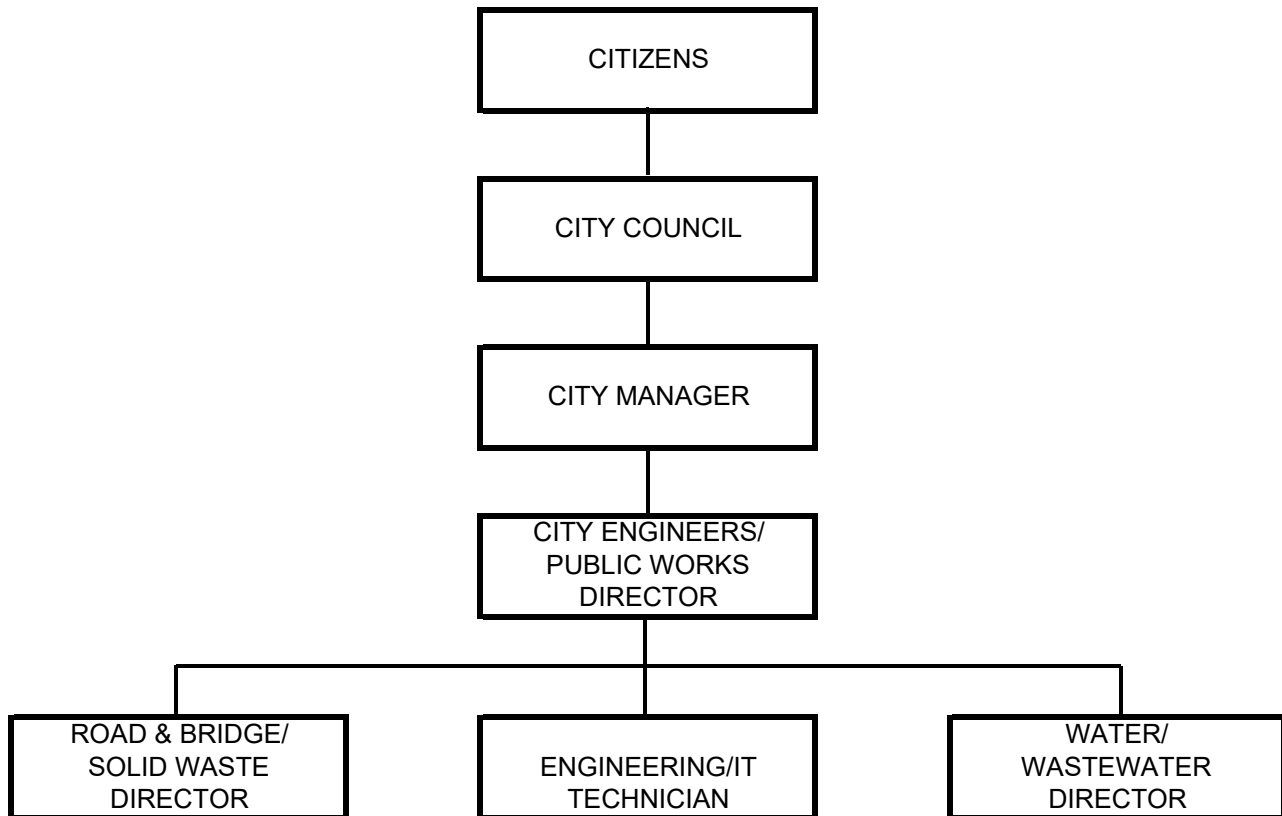 CITIZENS
CITY COUNCIL
CITY MANAGER
CITY ENGINEERS/
PUBLIC WORKS
DIRECTOR
ROAD & BRIDGE/
SOLID WASTE
DIRECTOR
ENGINEERING/IT
TECHNICIAN
WATER/
WASTEWATER
DIRECTOR